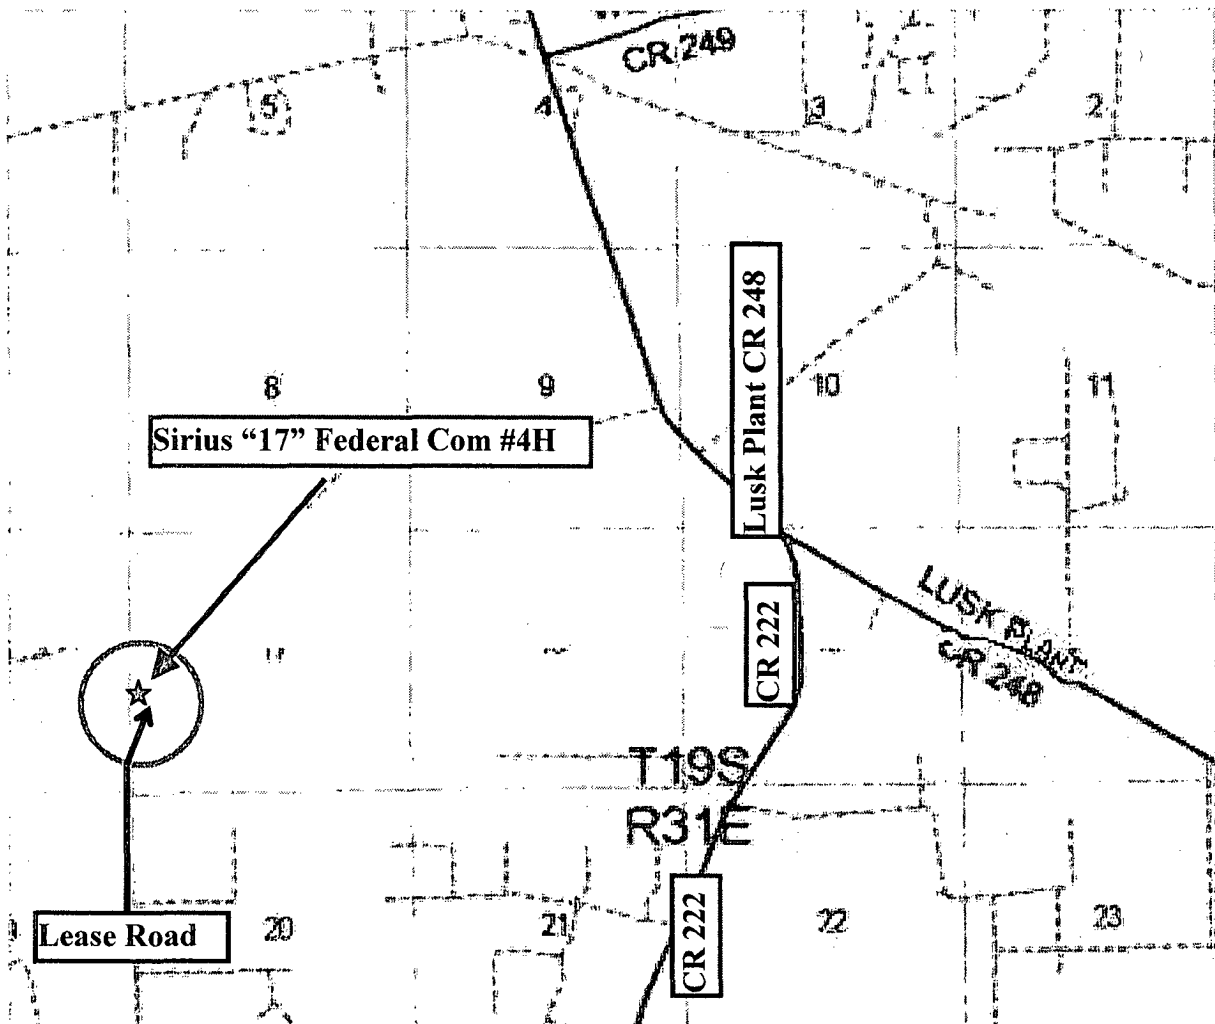 CR 249
5
4
3
2
8
9
10
11
Lusk Plant CR 248
Sirius “17” Federal Com #4H
LUSK PLANT
CR 248
CR 222
T19S
R31E
Lease Road
20
21
CR 222
22
23